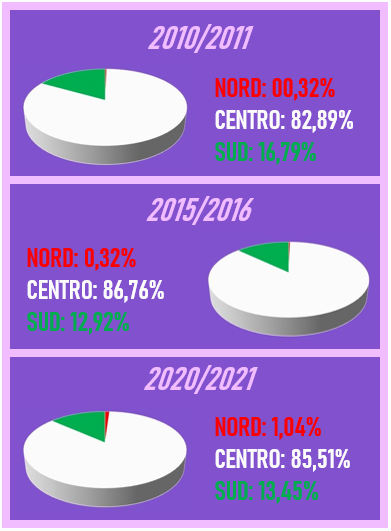 2010/2011
NORD: 00,32%
CENTRO: 82,89%
SUD: 16,79%
2015/2016
NORD: 0,32%
CENTRO: 86,76%
SUD: 12,92%
2020/2021
NORD: 1,04%
CENTRO: 85,51%
SUD: 13,45%